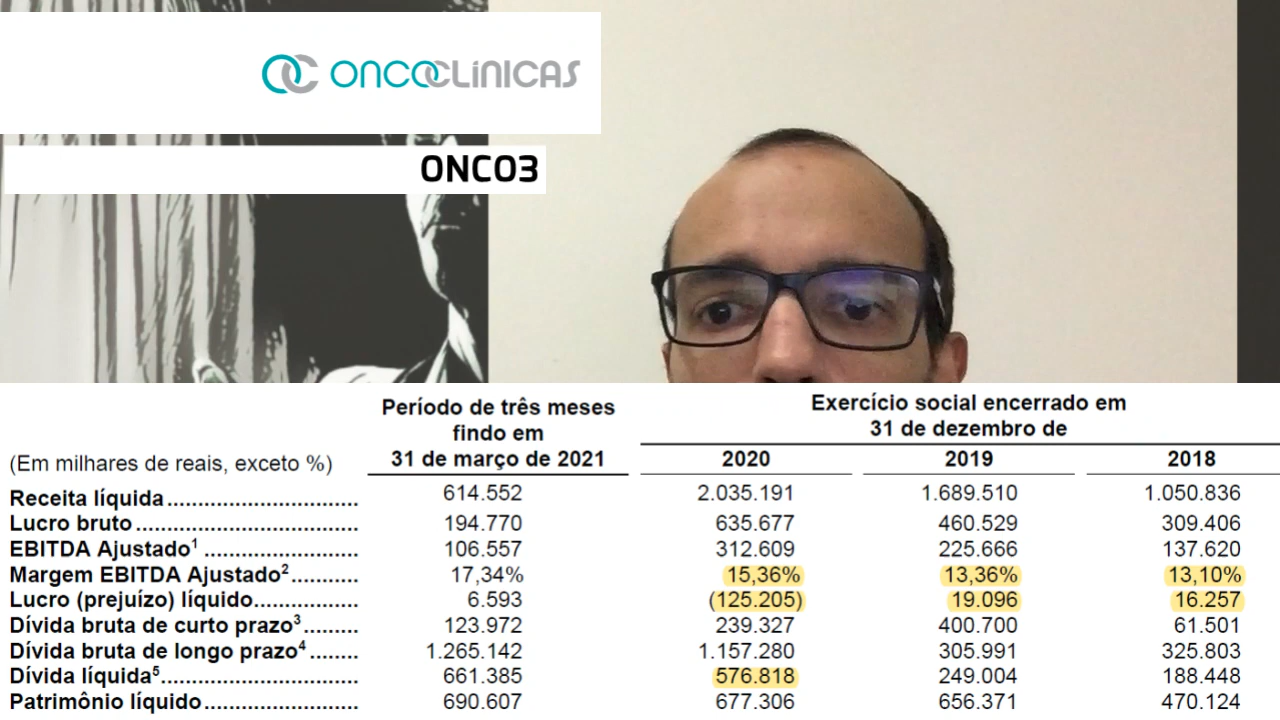 ONCOCLÍNICAS
ONCO3
Período de três meses findo em 31 de março de 2021
Exercício social encerrado em 31 de dezembro de
(Em milhares de reais, exceto %) 2020 2019 2018
Receita líquida 614.552 2.035.191 1.689.510 1.050.836
Lucro bruto 194.770 635.677 460.529 309.406
EBITDA Ajustado¹ 106.557 312.609 225.666 137.620
Margem EBITDA Ajustado² 17,34% 15,36% 13,36% 13,10%
Lucro (prejuízo) líquido 6.593 (125.205) 19.096 16.257
Dívida bruta de curto prazo³ 123.972 239.327 400.700 61.501
Dívida bruta de longo prazo⁴ 1.265.142 1.157.280 305.991 325.803
Dívida líquida⁵ 661.385 576.818 249.004 188.448
Patrimônio líquido 690.607 677.306 656.371 470.124